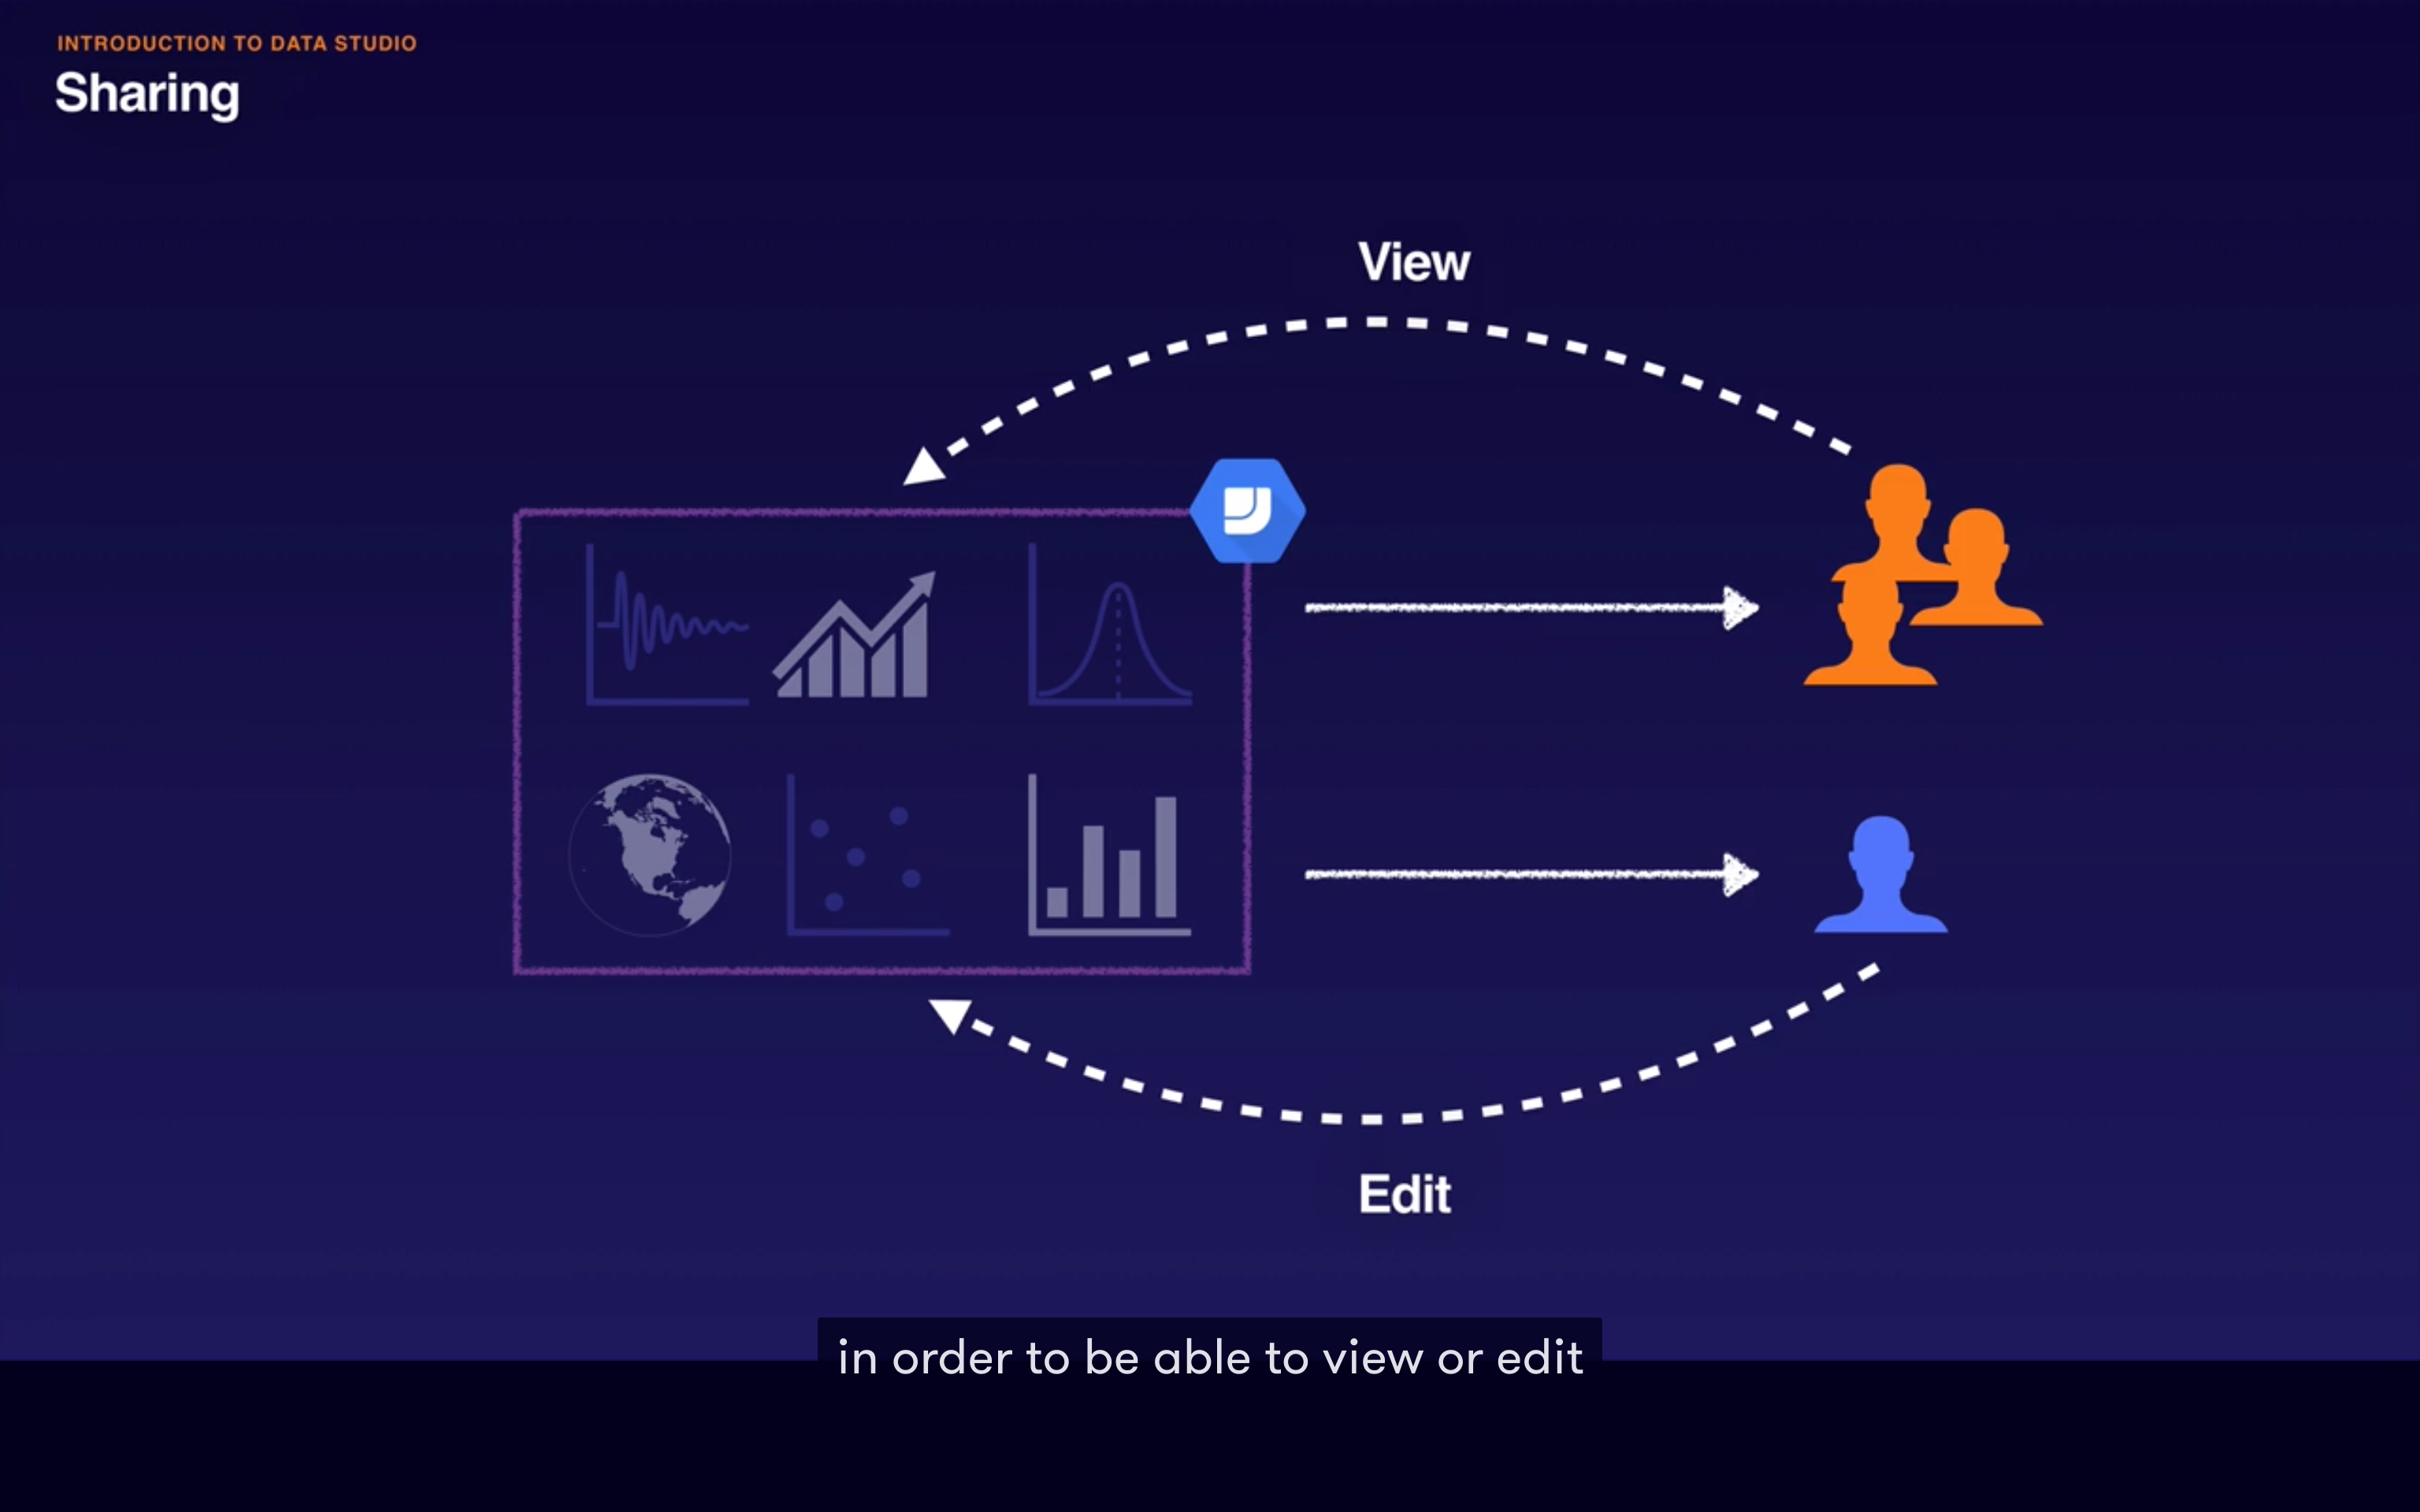 INTRODUCTION TO DATA STUDIO
Sharing
View
Edit
in order to be able to view or edit